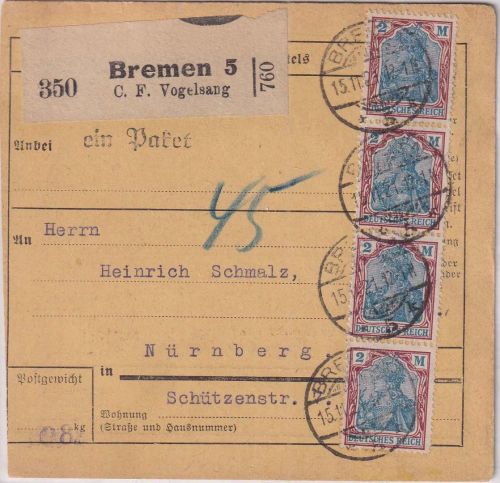 350
Bremen 5
C. F. Vogelsang
760
Anbei ein Paket
45
An
Herrn
Heinrich Schmalz,
Nürnberg.
in
Schützenstr.
Postgewicht
kg
Wohnung
(Straße und Hausnummer)
2 M
DEUTSCHES REICH
2 M
DEUTSCHES REICH
2 M
DEUTSCHES REICH
2 M
DEUTSCHES REICH